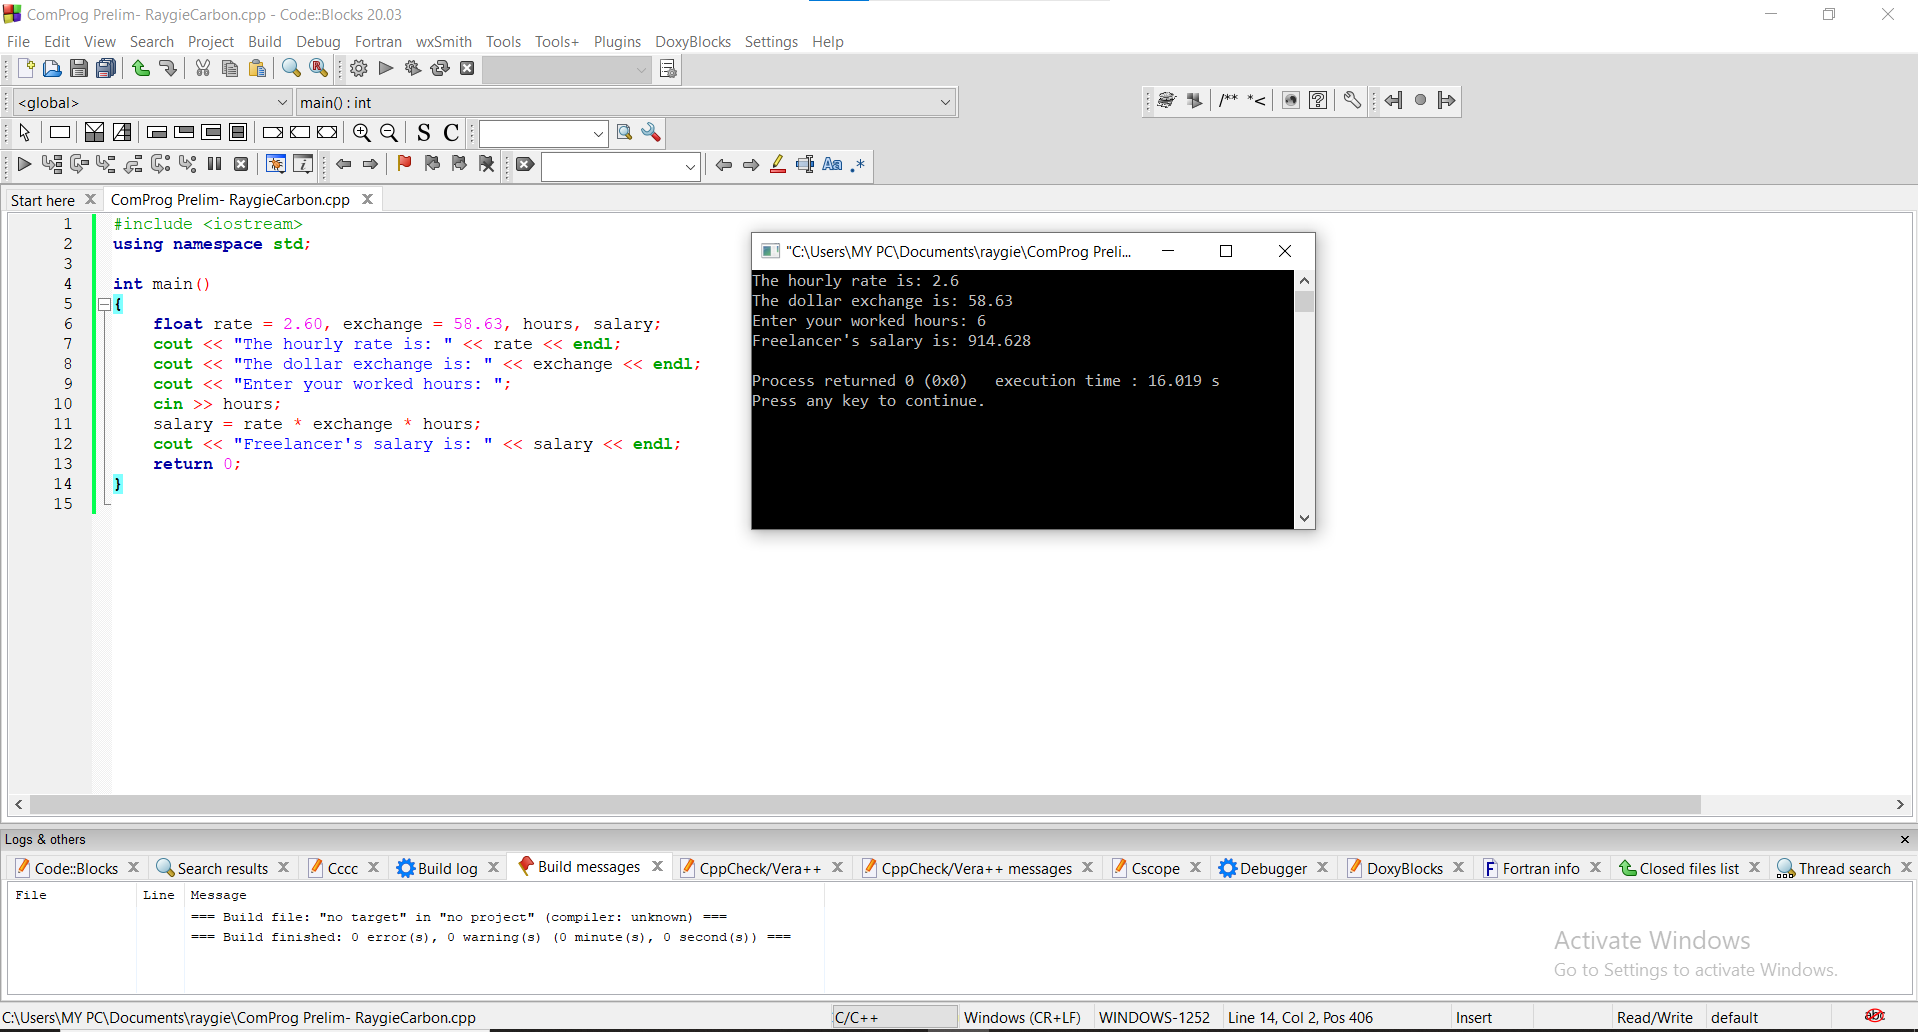 ComProg Prelim- RaygieCarbon.cpp - Code::Blocks 20.03
File Edit View Search Project Build Debug Fortran wxSmith Tools Tools+ Plugins DoxyBlocks Settings Help
<global> main() : int
/** *<
S C
Aa .*
Start here ComProg Prelim- RaygieCarbon.cpp
1 #include <iostream>
2 using namespace std;
3
4 int main()
5 {
6 float rate = 2.60, exchange = 58.63, hours, salary;
7 cout << "The hourly rate is: " << rate << endl;
8 cout << "The dollar exchange is: " << exchange << endl;
9 cout << "Enter your worked hours: ";
10 cin >> hours;
11 salary = rate * exchange * hours;
12 cout << "Freelancer's salary is: " << salary << endl;
13 return 0;
14 }
15
"C:\Users\MY PC\Documents\raygie\ComProg Preli...
The hourly rate is: 2.6
The dollar exchange is: 58.63
Enter your worked hours: 6
Freelancer's salary is: 914.628
Process returned 0 (0x0) execution time : 16.019 s
Press any key to continue.
Logs & others
Code::Blocks Search results Cccc Build log Build messages CppCheck/Vera++ CppCheck/Vera++ messages Cscope Debugger DoxyBlocks Fortran info Closed files list Thread search
File Line Message
=== Build file: "no target" in "no project" (compiler: unknown) ===
=== Build finished: 0 error(s), 0 warning(s) (0 minute(s), 0 second(s)) ===
Activate Windows
Go to Settings to activate Windows.
C:\Users\MY PC\Documents\raygie\ComProg Prelim- RaygieCarbon.cpp C/C++ Windows (CR+LF) WINDOWS-1252 Line 14, Col 2, Pos 406 Insert Read/Write default abc